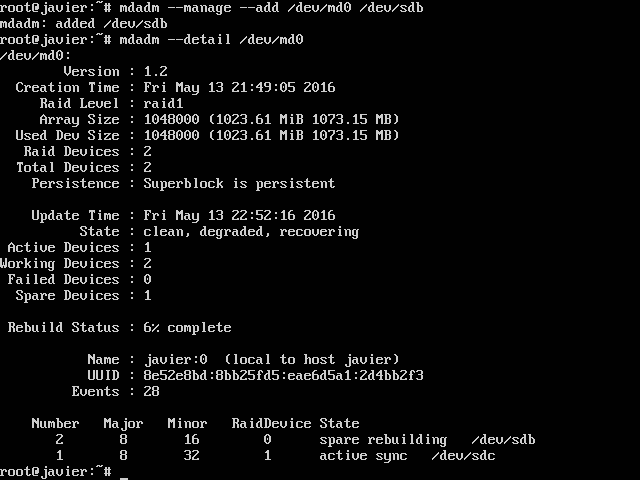 root@javier:~# mdadm --manage --add /dev/md0 /dev/sdb
mdadm: added /dev/sdb
root@javier:~# mdadm --detail /dev/md0
/dev/md0:
        Version : 1.2
  Creation Time : Fri May 13 21:49:05 2016
     Raid Level : raid1
     Array Size : 1048000 (1023.61 MiB 1073.15 MB)
  Used Dev Size : 1048000 (1023.61 MiB 1073.15 MB)
   Raid Devices : 2
  Total Devices : 2
    Persistence : Superblock is persistent
    Update Time : Fri May 13 22:52:16 2016
          State : clean, degraded, recovering
 Active Devices : 1
Working Devices : 2
 Failed Devices : 0
  Spare Devices : 1
 Rebuild Status : 6% complete
           Name : javier:0  (local to host javier)
           UUID : 8e52e8bd:8bb25fd5:eae6d5a1:2d4bb2f3
         Events : 28
    Number   Major   Minor   RaidDevice State
       2       8       16        0      spare rebuilding   /dev/sdb
       1       8       32        1      active sync   /dev/sdc
root@javier:~# _